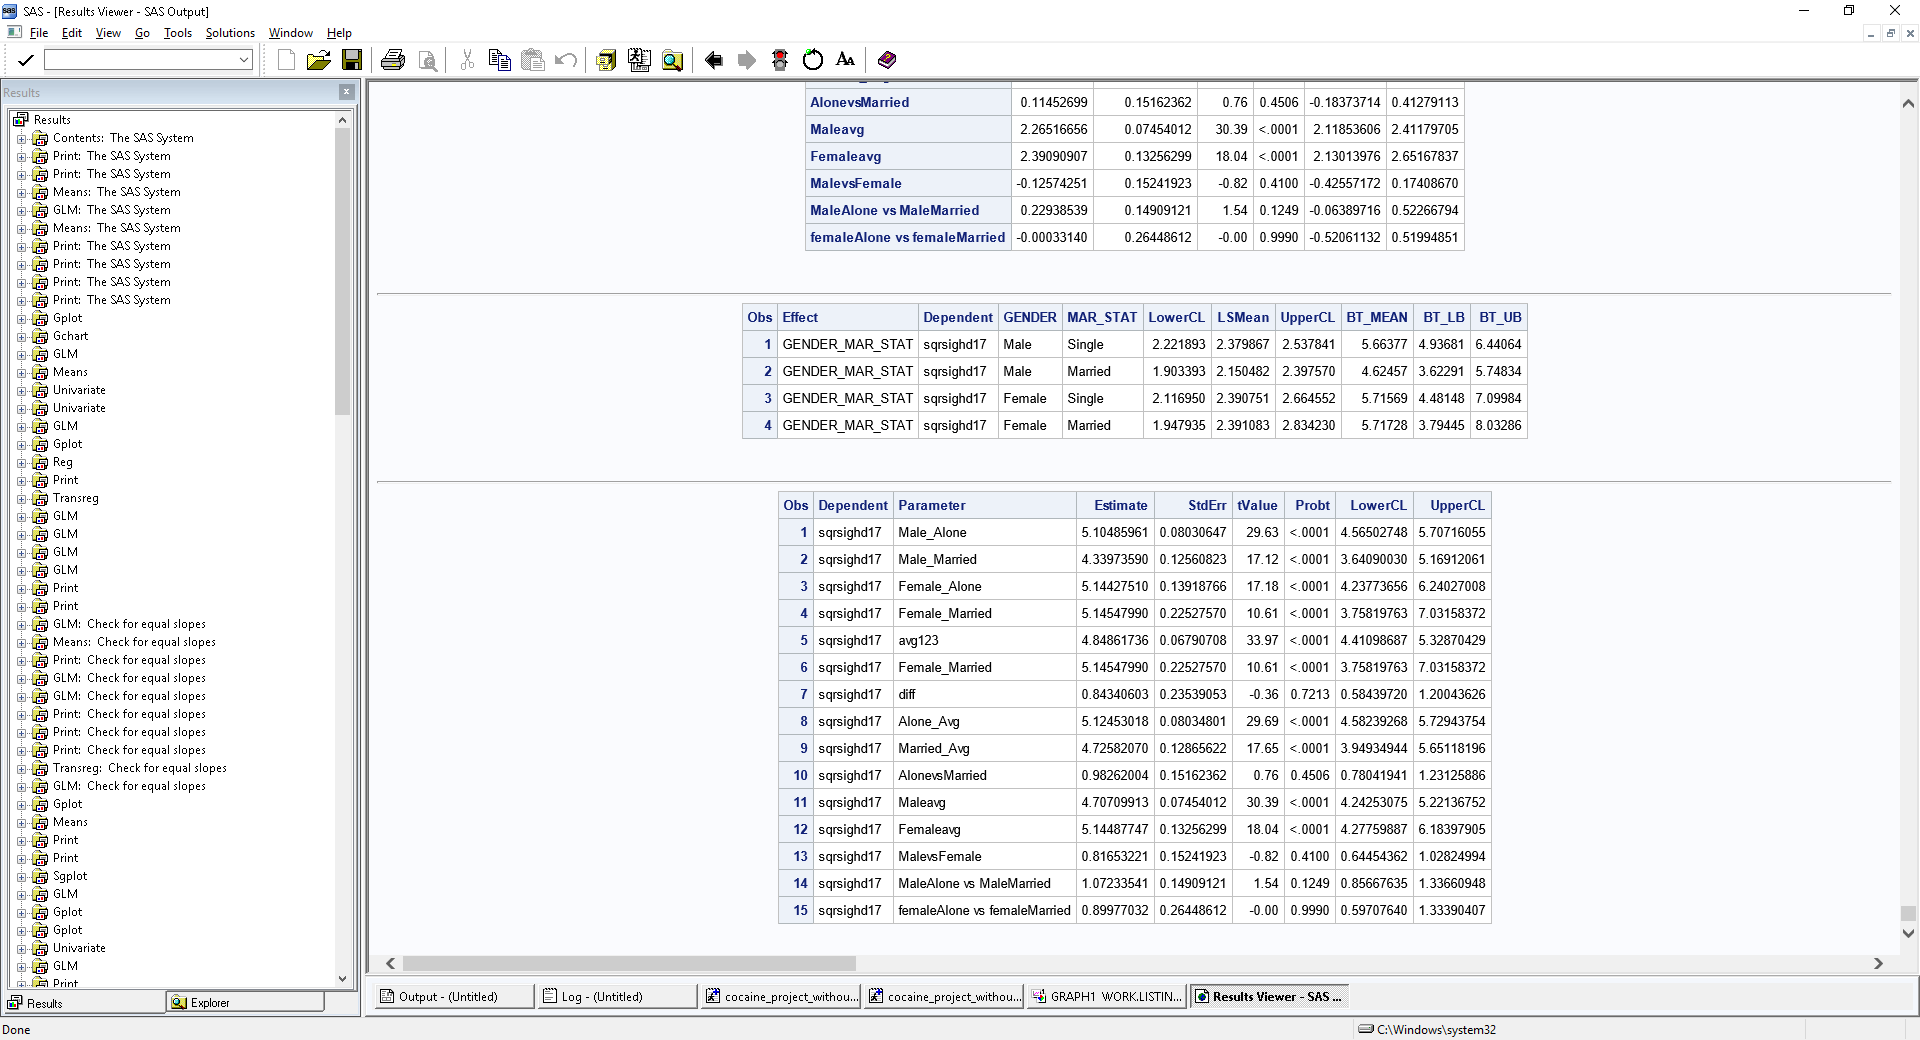 SAS - [Results Viewer - SAS Output]
File Edit View Go Tools Solutions Window Help
Results
Results
Contents: The SAS System
Print: The SAS System
Print: The SAS System
Means: The SAS System
GLM: The SAS System
Means: The SAS System
Print: The SAS System
Print: The SAS System
Print: The SAS System
Print: The SAS System
Gplot
Gchart
GLM
Means
Univariate
Univariate
GLM
Gplot
Reg
Print
Transreg
GLM
GLM
GLM
GLM
Print
Print
GLM: Check for equal slopes
Means: Check for equal slopes
Print: Check for equal slopes
GLM: Check for equal slopes
GLM: Check for equal slopes
Print: Check for equal slopes
Print: Check for equal slopes
Print: Check for equal slopes
Transreg: Check for equal slopes
GLM: Check for equal slopes
Gplot
Means
Print
Print
Sgplot
GLM
Gplot
Gplot
Univariate
GLM
Print
Results Explorer
AlonevsMarried 0.11452699 0.15162362 0.76 0.4506 -0.18373714 0.41279113
Maleavg 2.26516656 0.07454012 30.39 <.0001 2.11853606 2.41179705
Femaleavg 2.39090907 0.13256299 18.04 <.0001 2.13013976 2.65167837
MalevsFemale -0.12574251 0.15241923 -0.82 0.4100 -0.42557172 0.17408670
MaleAlone vs MaleMarried 0.22938539 0.14909121 1.54 0.1249 -0.06389716 0.52266794
femaleAlone vs femaleMarried -0.00033140 0.26448612 -0.00 0.9990 -0.52061132 0.51994851
Obs Effect Dependent GENDER MAR_STAT LowerCL LSMean UpperCL BT_MEAN BT_LB BT_UB
1 GENDER_MAR_STAT sqrsighd17 Male Single 2.221893 2.379867 2.537841 5.66377 4.93681 6.44064
2 GENDER_MAR_STAT sqrsighd17 Male Married 1.903393 2.150482 2.397570 4.62457 3.62291 5.74834
3 GENDER_MAR_STAT sqrsighd17 Female Single 2.116950 2.390751 2.664552 5.71569 4.48148 7.09984
4 GENDER_MAR_STAT sqrsighd17 Female Married 1.947935 2.391083 2.834230 5.71728 3.79445 8.03286
Obs Dependent Parameter Estimate StdErr tValue Probt LowerCL UpperCL
1 sqrsighd17 Male_Alone 5.10485961 0.08030647 29.63 <.0001 4.56502748 5.70716055
2 sqrsighd17 Male_Married 4.33973590 0.12560823 17.12 <.0001 3.64090030 5.16912061
3 sqrsighd17 Female_Alone 5.14427510 0.13918766 17.18 <.0001 4.23773656 6.24027008
4 sqrsighd17 Female_Married 5.14547990 0.22527570 10.61 <.0001 3.75819763 7.03158372
5 sqrsighd17 avg123 4.84861736 0.06790708 33.97 <.0001 4.41098687 5.32870429
6 sqrsighd17 Female_Married 5.14547990 0.22527570 10.61 <.0001 3.75819763 7.03158372
7 sqrsighd17 diff 0.84340603 0.23539053 -0.36 0.7213 0.58439720 1.20043626
8 sqrsighd17 Alone_Avg 5.12453018 0.08034801 29.69 <.0001 4.58239268 5.72943754
9 sqrsighd17 Married_Avg 4.72582070 0.12865622 17.65 <.0001 3.94934944 5.65118196
10 sqrsighd17 AlonevsMarried 0.98262004 0.15162362 0.76 0.4506 0.78041941 1.23125886
11 sqrsighd17 Maleavg 4.70709913 0.07454012 30.39 <.0001 4.24253075 5.22136752
12 sqrsighd17 Femaleavg 5.14487747 0.13256299 18.04 <.0001 4.27759887 6.18397905
13 sqrsighd17 MalevsFemale 0.81653221 0.15241923 -0.82 0.4100 0.64454362 1.02824994
14 sqrsighd17 MaleAlone vs MaleMarried 1.07233541 0.14909121 1.54 0.1249 0.85667635 1.33660948
15 sqrsighd17 femaleAlone vs femaleMarried 0.89977032 0.26448612 -0.00 0.9990 0.59707640 1.33390407
Output - (Untitled) Log - (Untitled) cocaine_project_withou... cocaine_project_withou... GRAPH1 WORK.LISTIN... Results Viewer - SAS ...
Done C:\Windows\system32